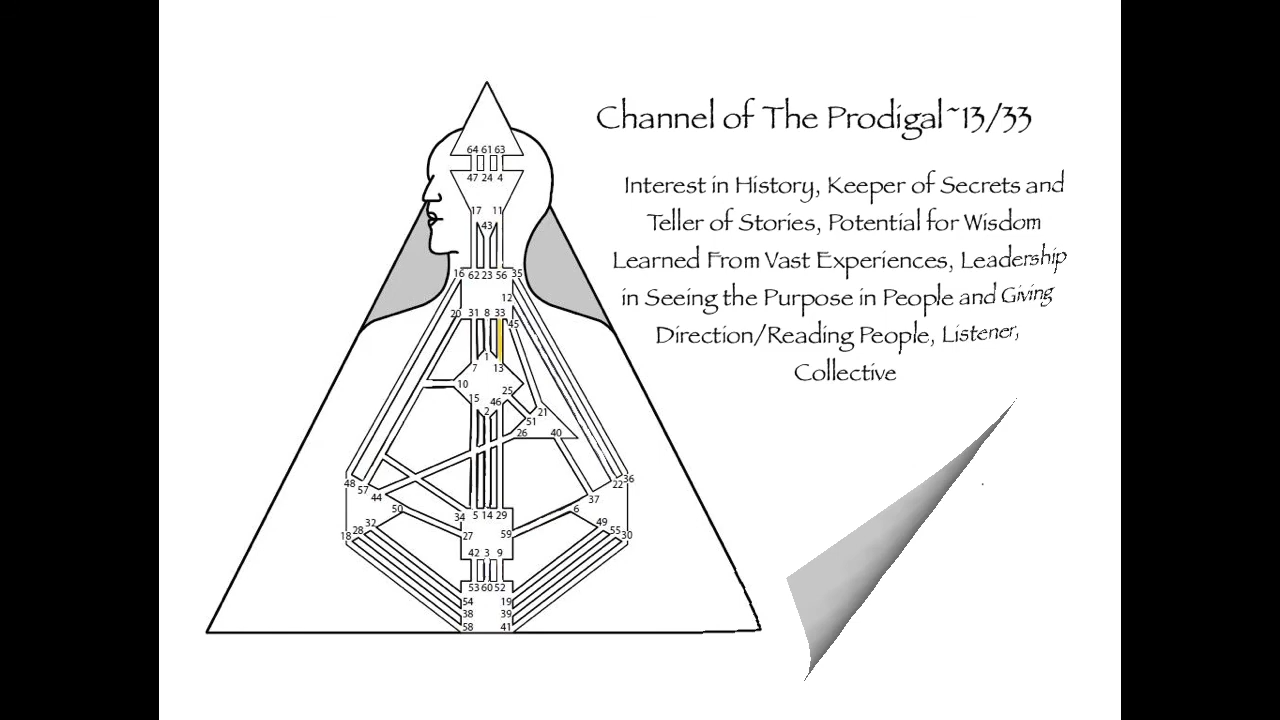 Channel of The Prodigal~13/33
Interest in History, Keeper of Secrets and
Teller of Stories, Potential for Wisdom
Learned From Vast Experiences, Leadership
in Seeing the Purpose in People and Giving
Direction/Reading People, Listener,
Collective
64 61 63
47 24 4
17 11
43
16 62 23 56 35
12
20 31 8 33
45
1
7 13
10
25
15 46
2 21
51
26 40
48 57 44
22 36
37
50 34 5 14 29 6
18 28 32
49 55 30
27 59
42 3 9
53 60 52
54 19
38 39
58 41